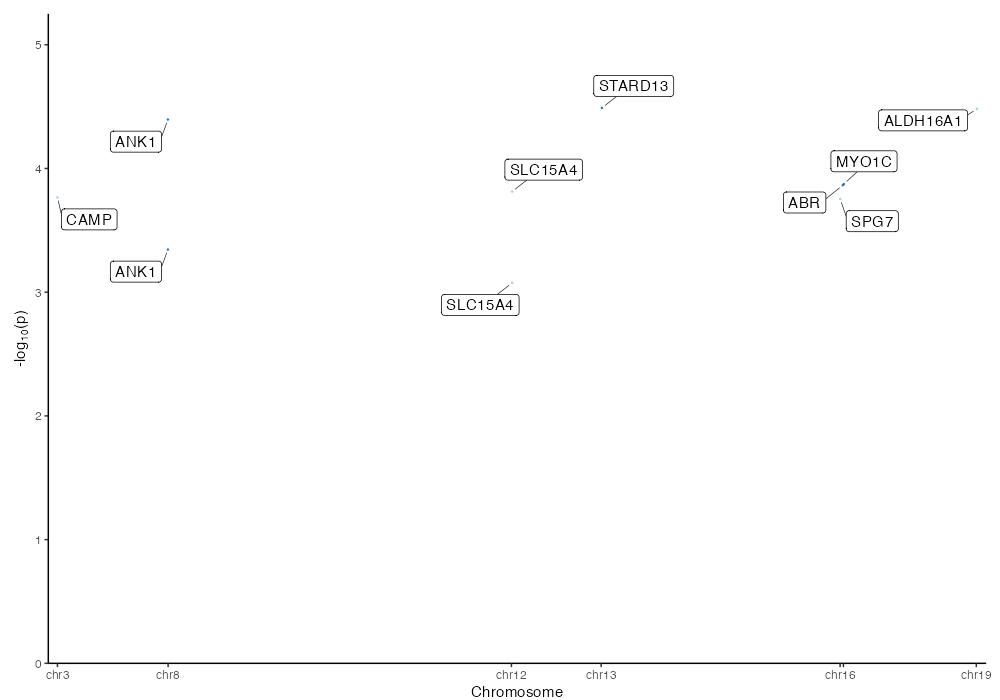 5
STARD13
ALDH16A1
ANK1
4
MYO1C
SLC15A4
ABR
CAMP
SPG7
ANK1
3
SLC15A4
-log10(p)
2
1
0
chr3 chr8 chr12 chr13 chr16 chr19
Chromosome